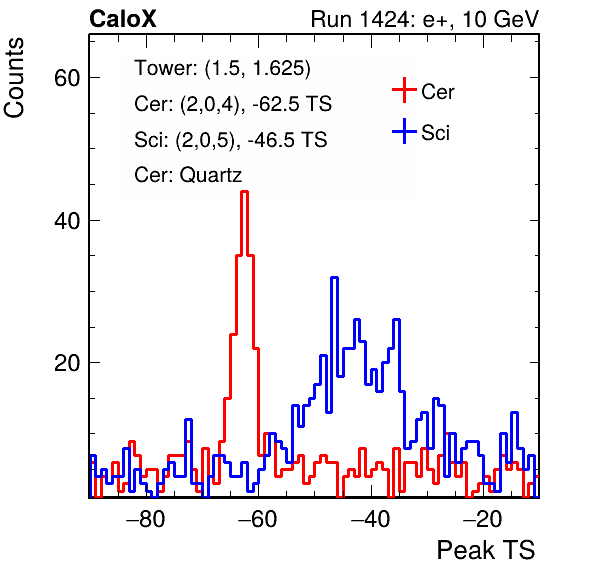 CaloX Run 1424: e+, 10 GeV
Counts
Tower: (1.5, 1.625)
Cer: (2,0,4), -62.5 TS
Sci: (2,0,5), -46.5 TS
Cer: Quartz
Cer
Sci
60
40
20
−80 −60 −40 −20
Peak TS